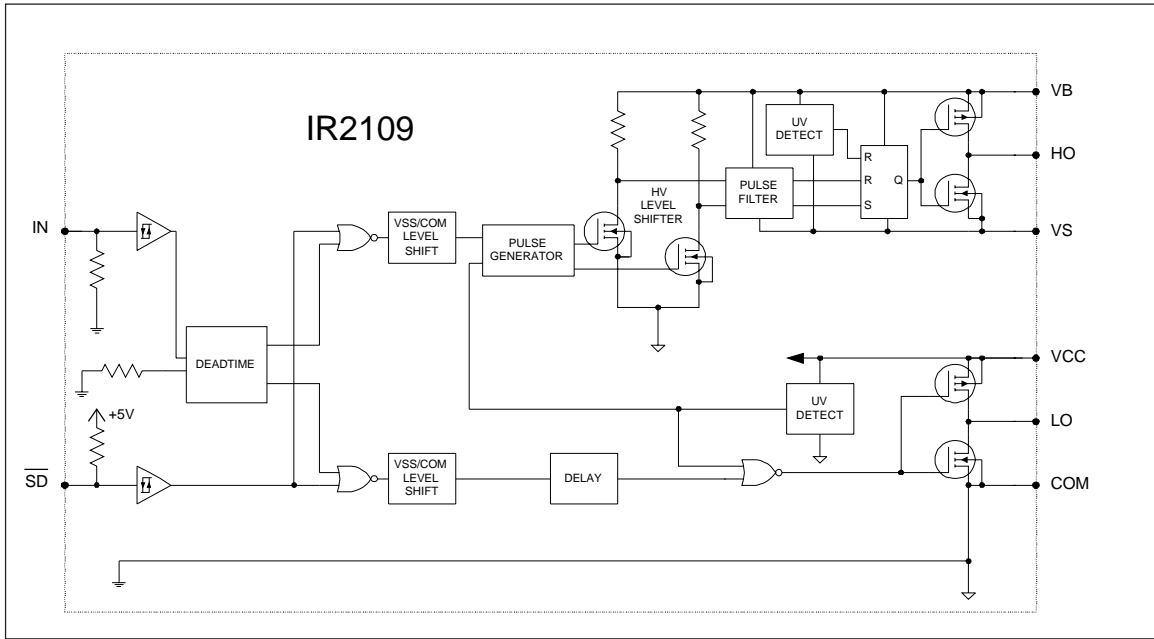 IR2109
VB
UV
DETECT
R
HO
R
Q
S
PULSE
FILTER
HV
LEVEL
SHIFTER
IN
VSS/COM
LEVEL
SHIFT
PULSE
GENERATOR
VS
DEADTIME
VCC
UV
DETECT
+5V
LO
SD
VSS/COM
LEVEL
SHIFT
DELAY
COM